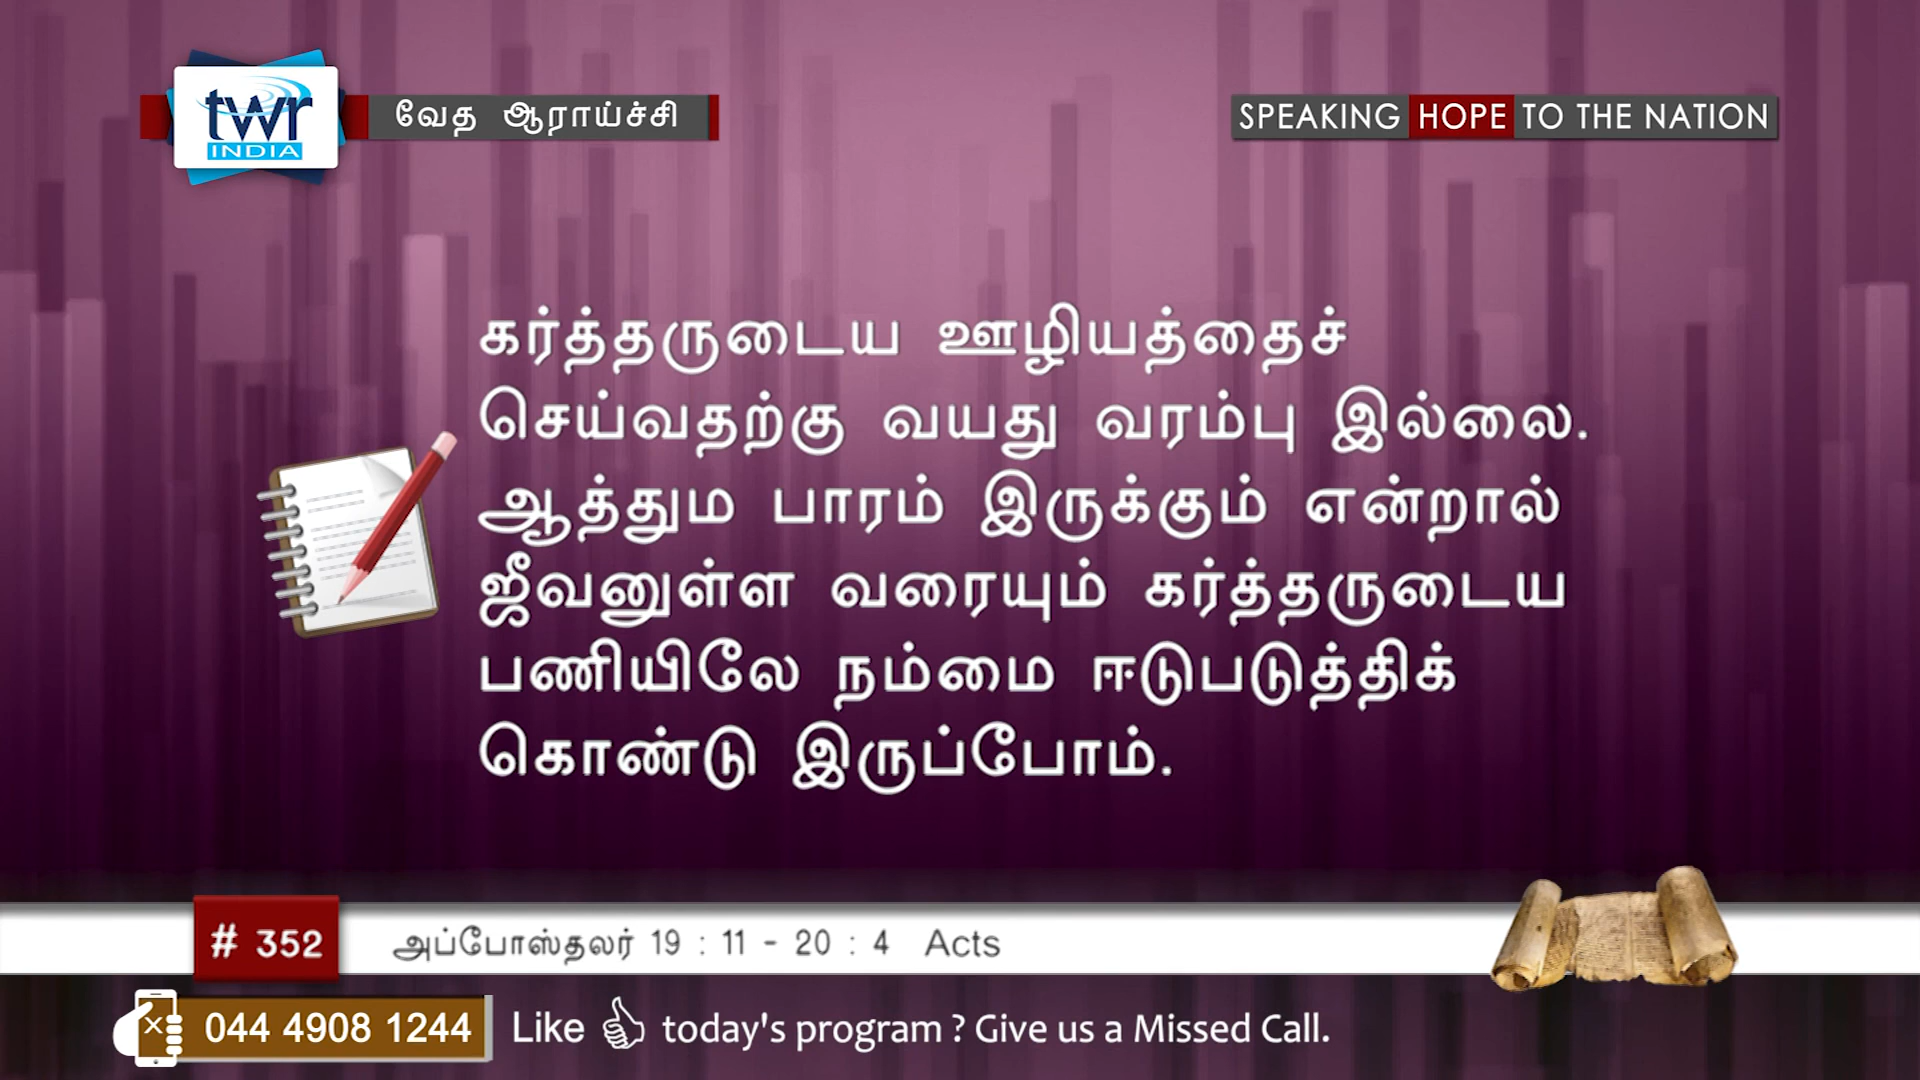 twr
INDIA
வேத ஆராய்ச்சி
SPEAKING HOPE TO THE NATION
கர்த்தருடைய ஊழியத்தைச்
செய்வதற்கு வயது வரம்பு இல்லை.
ஆத்தும பாரம் இருக்கும் என்றால்
ஜீவனுள்ள வரையும் கர்த்தருடைய
பணியிலே நம்மை ஈடுபடுத்திக்
கொண்டு இருப்போம்.
# 352 அப்போஸ்தலர் 19 : 11 - 20 : 4 Acts
044 4908 1244 Like today's program ? Give us a Missed Call.